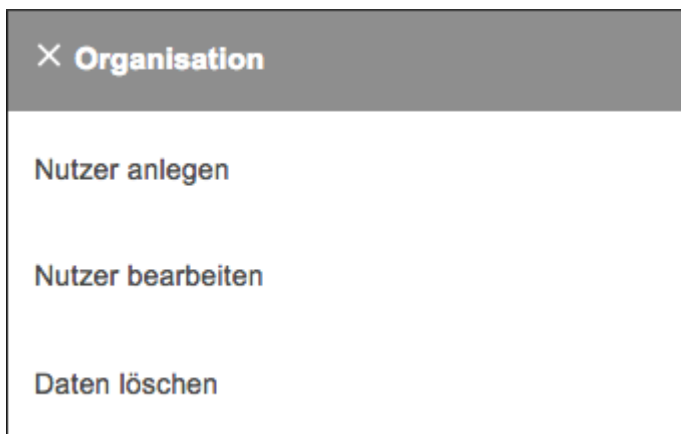 Organisation
Nutzer anlegen
Nutzer bearbeiten
Daten löschen